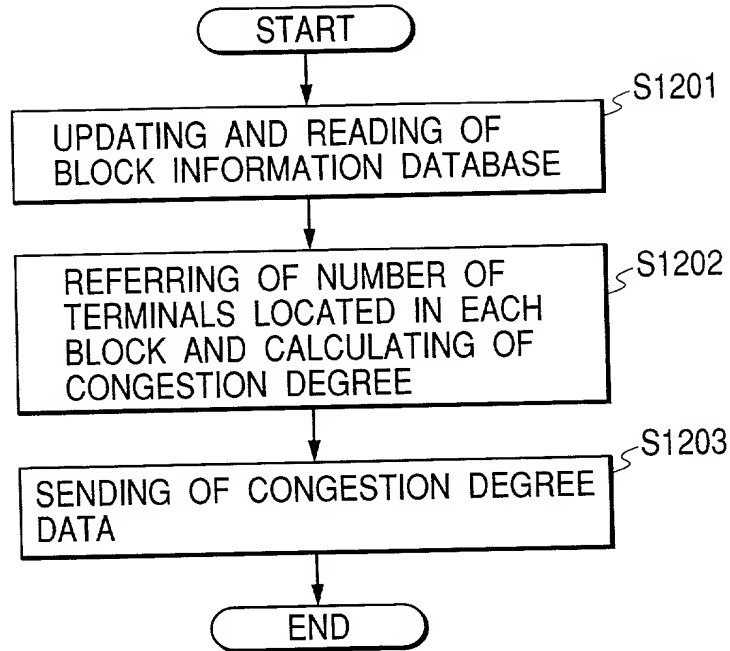 START
S1201
UPDATING AND READING OF
BLOCK INFORMATION DATABASE
S1202
REFERRING OF NUMBER OF
TERMINALS LOCATED IN EACH
BLOCK AND CALCULATING OF
CONGESTION DEGREE
S1203
SENDING OF CONGESTION DEGREE
DATA
END